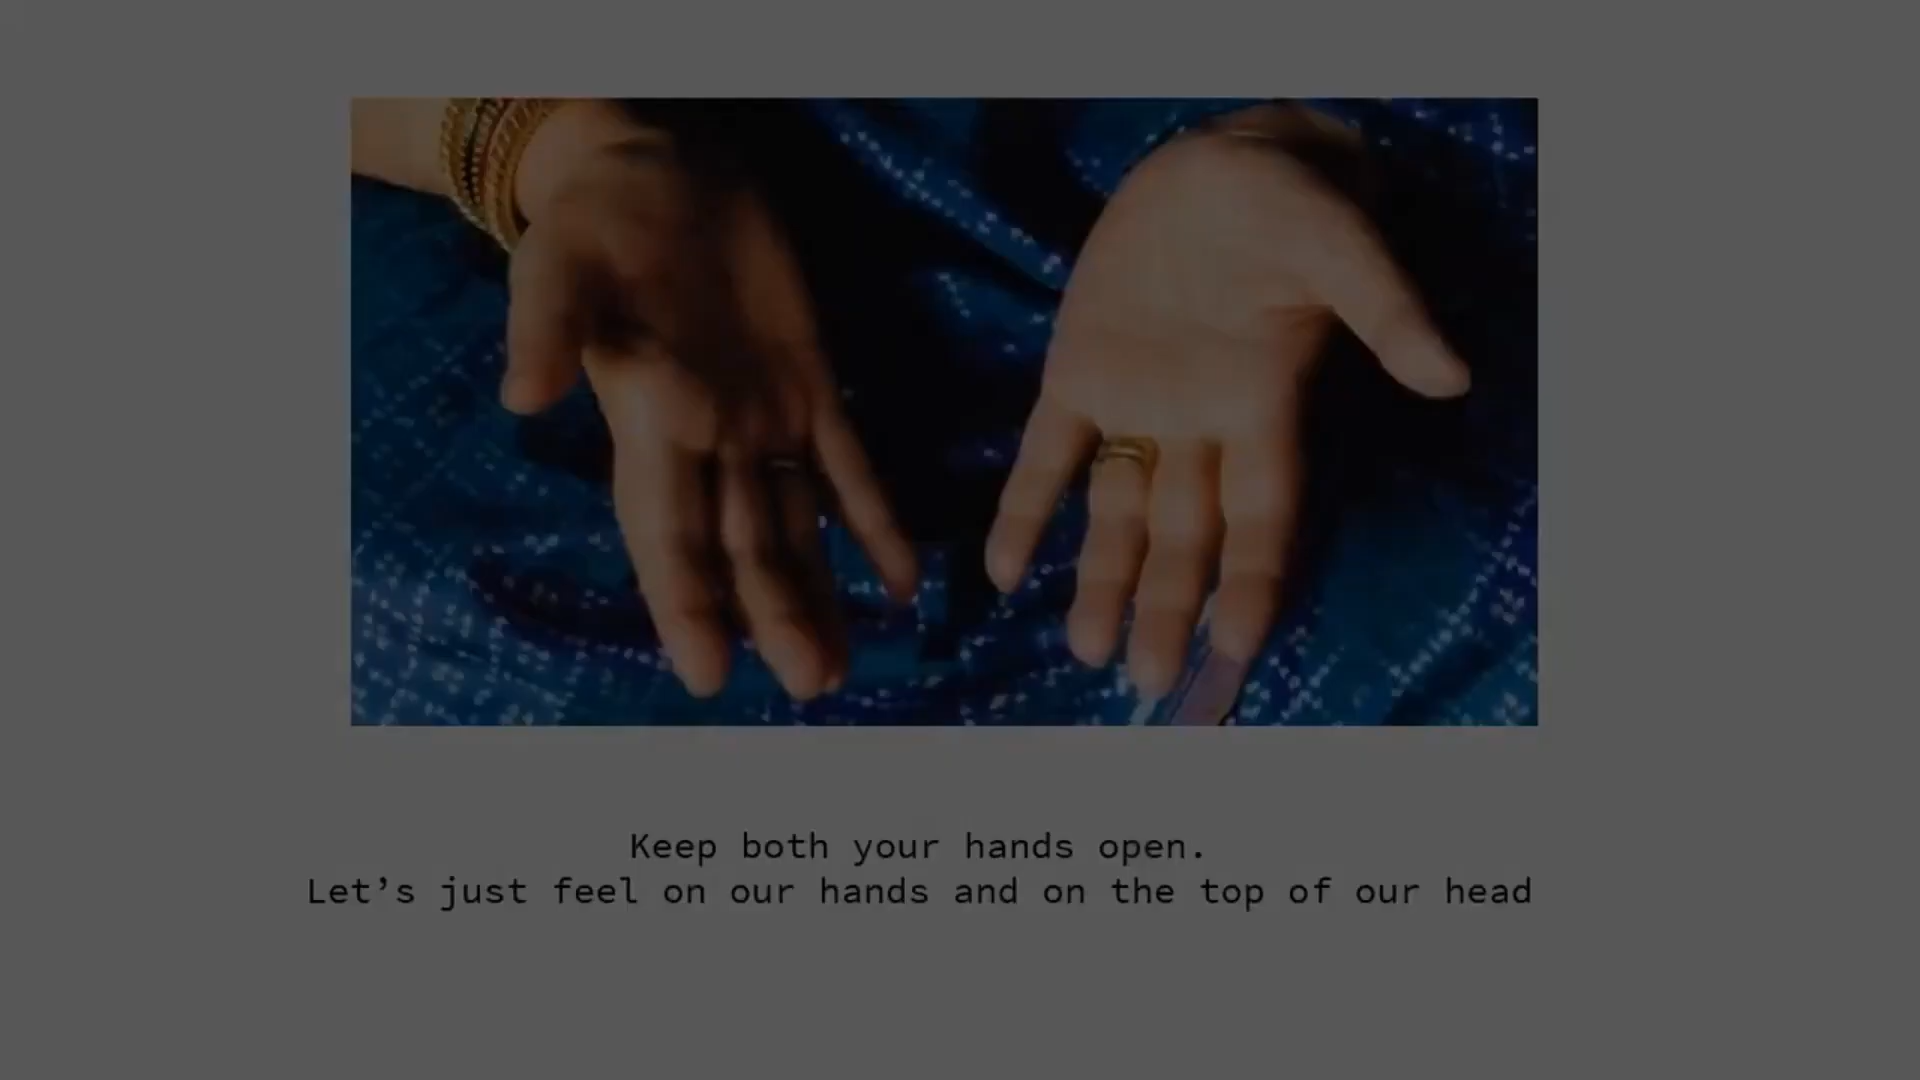 Keep both your hands open.
Let’s just feel on our hands and on the top of our head